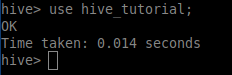 hive> use hive_tutorial;
OK
Time taken: 0.014 seconds
hive>